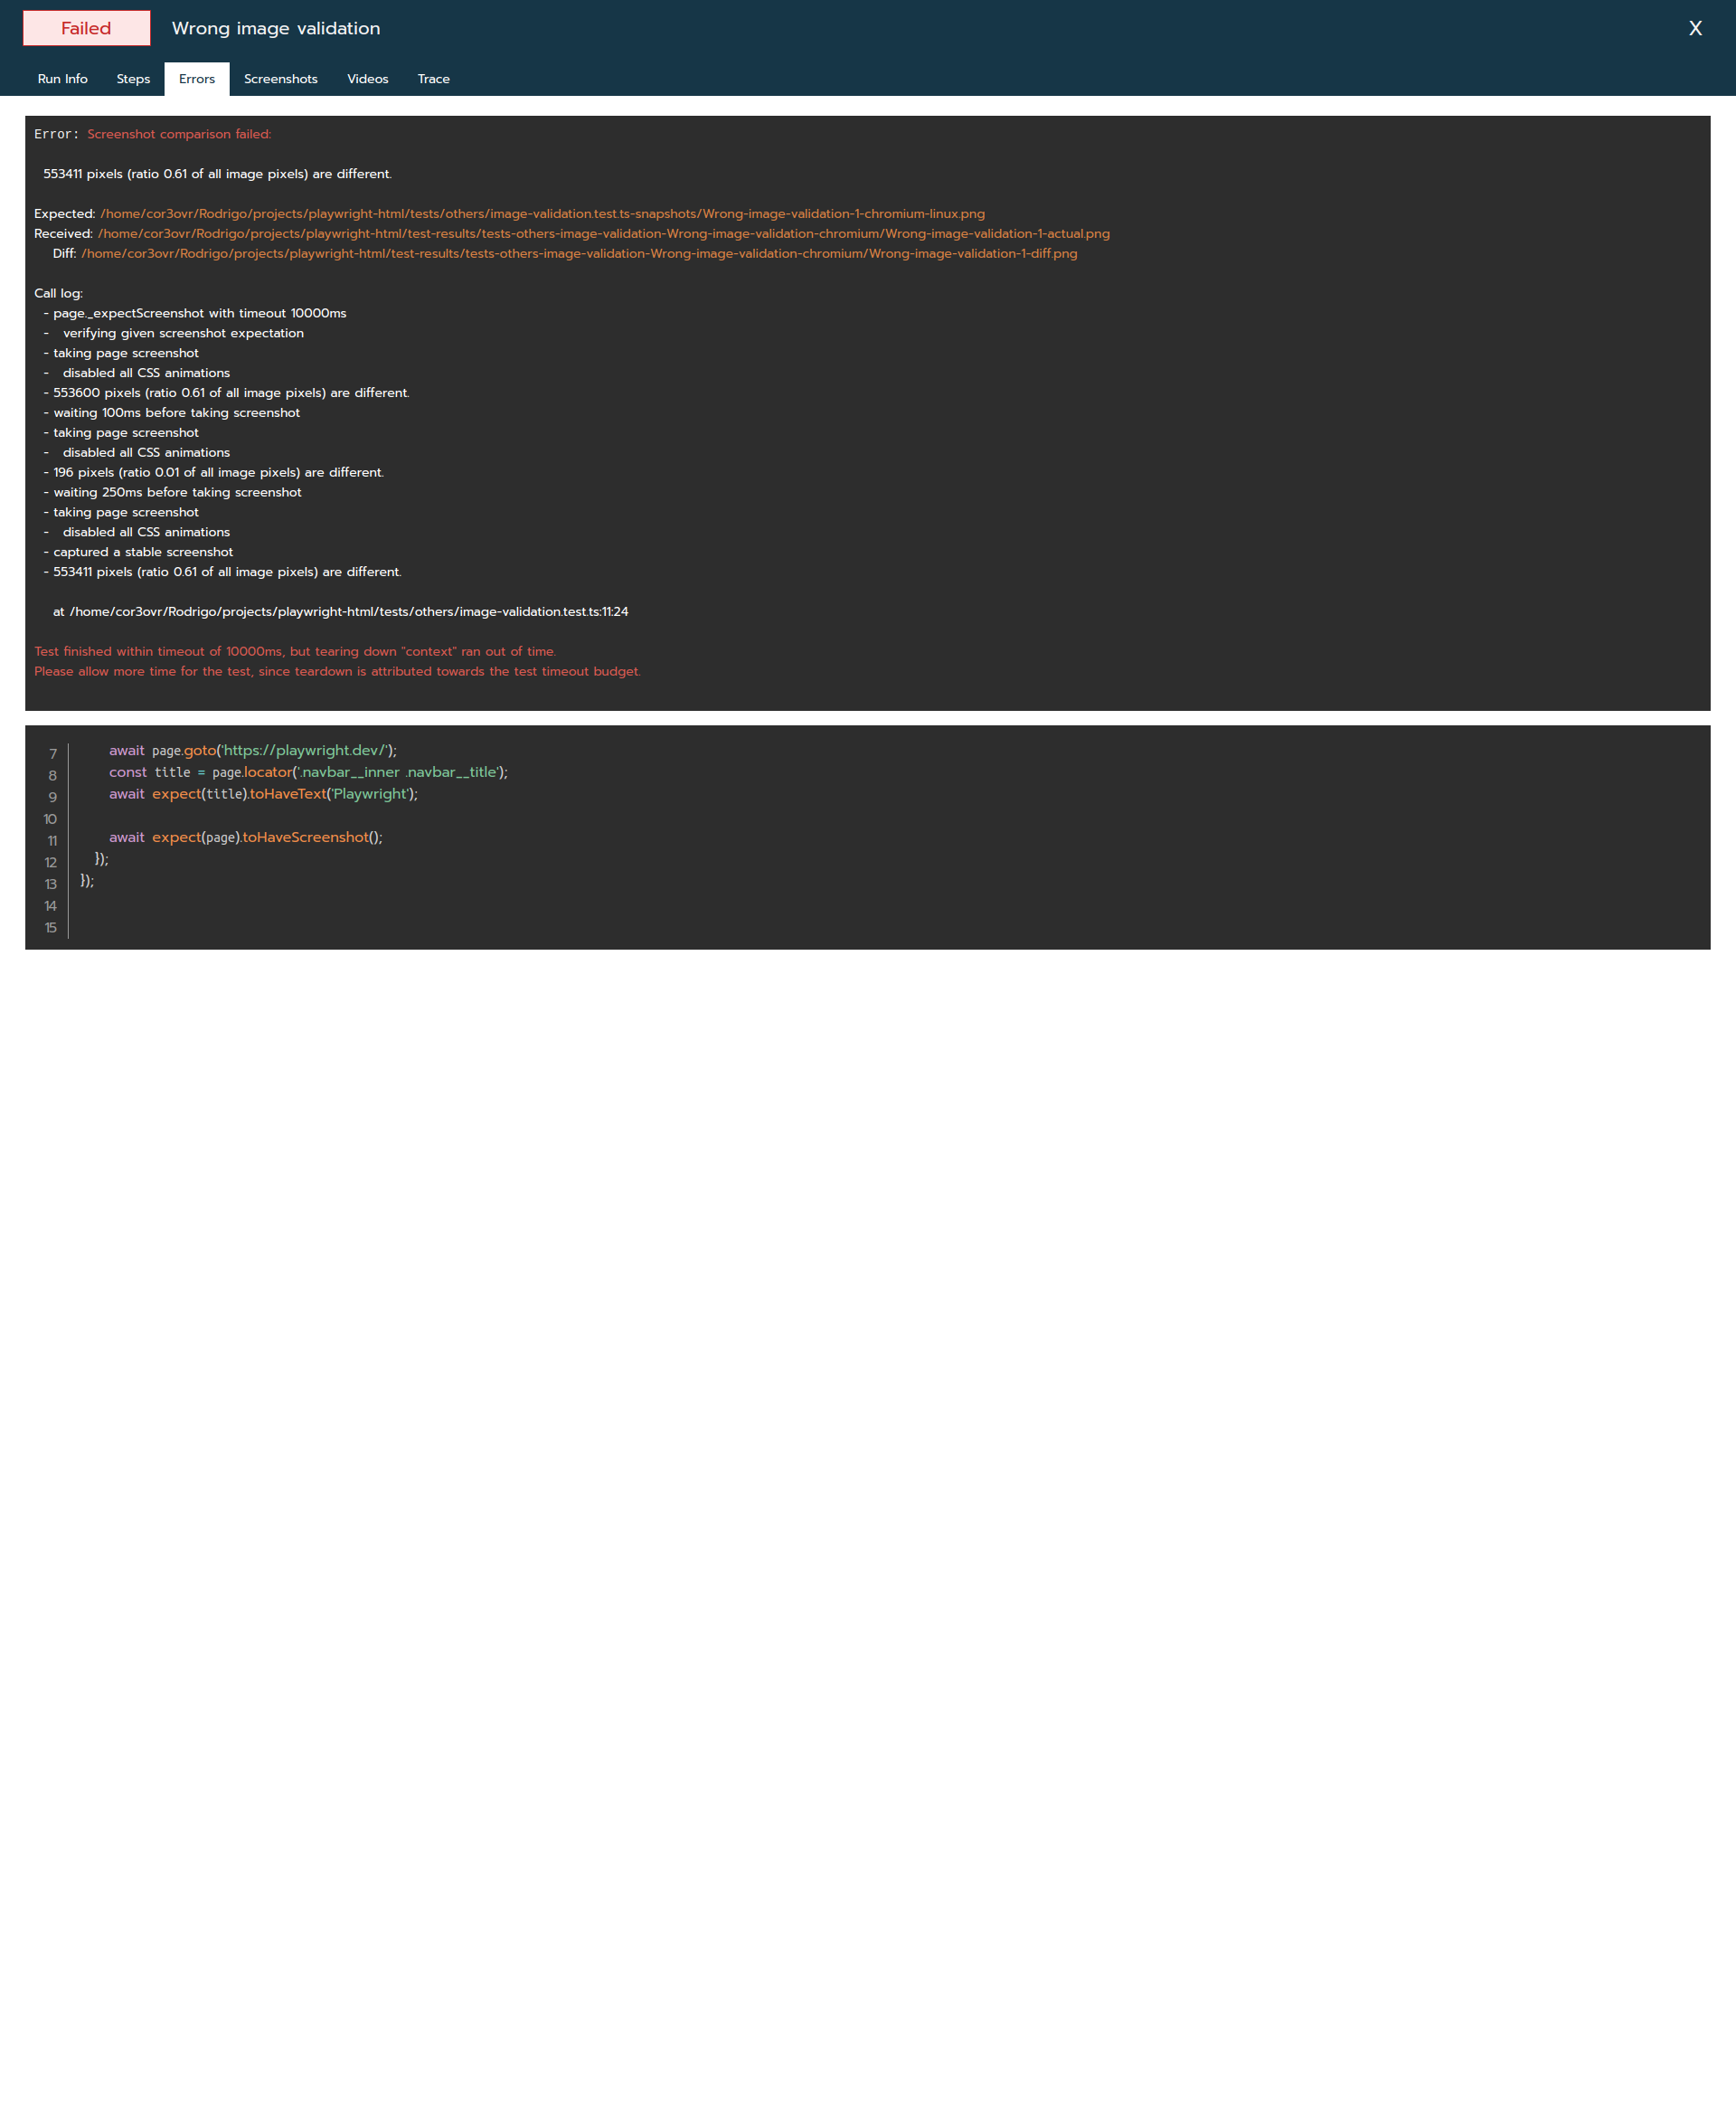 Failed Wrong image validation X
Run Info Steps Errors Screenshots Videos Trace
Error: Screenshot comparison failed:
553411 pixels (ratio 0.61 of all image pixels) are different.
Expected: /home/cor3ovr/Rodrigo/projects/playwright-html/tests/others/image-validation.test.ts-snapshots/Wrong-image-validation-1-chromium-linux.png
Received: /home/cor3ovr/Rodrigo/projects/playwright-html/test-results/tests-others-image-validation-Wrong-image-validation-chromium/Wrong-image-validation-1-actual.png
Diff: /home/cor3ovr/Rodrigo/projects/playwright-html/test-results/tests-others-image-validation-Wrong-image-validation-chromium/Wrong-image-validation-1-diff.png
Call log:
- page._expectScreenshot with timeout 10000ms
- verifying given screenshot expectation
- taking page screenshot
- disabled all CSS animations
- 553600 pixels (ratio 0.61 of all image pixels) are different.
- waiting 100ms before taking screenshot
- taking page screenshot
- disabled all CSS animations
- 196 pixels (ratio 0.01 of all image pixels) are different.
- waiting 250ms before taking screenshot
- taking page screenshot
- disabled all CSS animations
- captured a stable screenshot
- 553411 pixels (ratio 0.61 of all image pixels) are different.
at /home/cor3ovr/Rodrigo/projects/playwright-html/tests/others/image-validation.test.ts:11:24
Test finished within timeout of 10000ms, but tearing down "context" ran out of time.
Please allow more time for the test, since teardown is attributed towards the test timeout budget.
7 await page.goto('https://playwright.dev/');
8 const title = page.locator('.navbar__inner .navbar__title');
9 await expect(title).toHaveText('Playwright');
10
11 await expect(page).toHaveScreenshot();
12 });
13 });
14
15